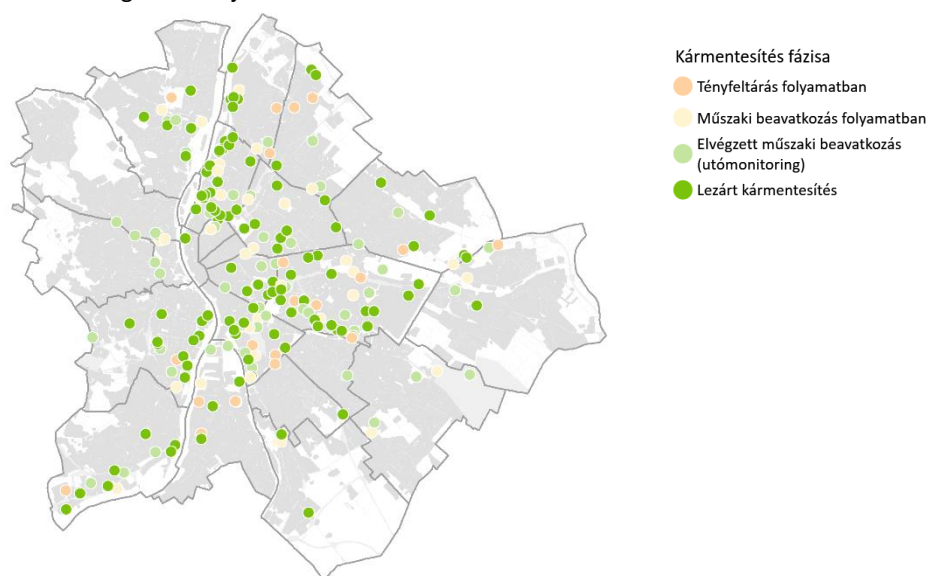 Kármentesítés fázisa
Tényfeltárás folyamatban
Műszaki beavatkozás folyamatban
Elvégzett műszaki beavatkozás
(utómonitoring)
Lezárt kármentesítés